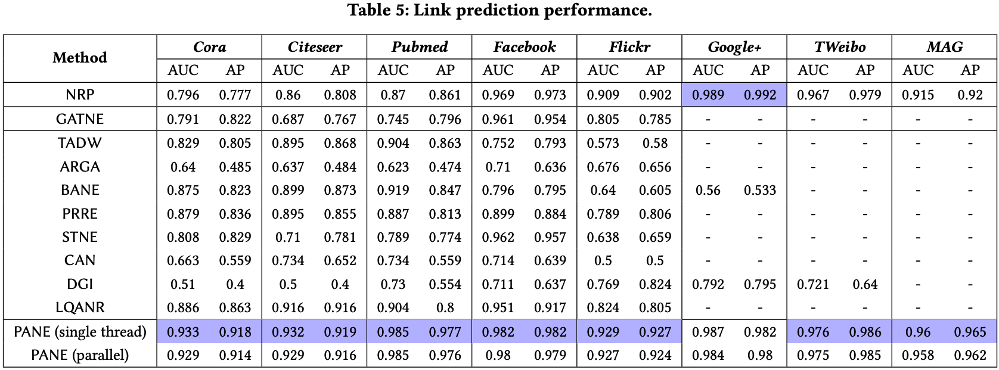 Table 5: Link prediction performance.
Method Cora Citeseer Pubmed Facebook Flickr Google+ TWeibo MAG
AUC AP AUC AP AUC AP AUC AP AUC AP AUC AP AUC AP AUC AP
NRP 0.796 0.777 0.86 0.808 0.87 0.861 0.969 0.973 0.909 0.902 0.989 0.992 0.967 0.979 0.915 0.92
GATNE 0.791 0.822 0.687 0.767 0.745 0.796 0.961 0.954 0.805 0.785 - - - - - -
TADW 0.829 0.805 0.895 0.868 0.904 0.863 0.752 0.793 0.573 0.58 - - - - - -
ARGA 0.64 0.485 0.637 0.484 0.623 0.474 0.71 0.636 0.676 0.656 - - - - - -
BANE 0.875 0.823 0.899 0.873 0.919 0.847 0.796 0.795 0.64 0.605 0.56 0.533 - - - -
PRRE 0.879 0.836 0.895 0.855 0.887 0.813 0.899 0.884 0.789 0.806 - - - - - -
STNE 0.808 0.829 0.71 0.781 0.789 0.774 0.962 0.957 0.638 0.659 - - - - - -
CAN 0.663 0.559 0.734 0.652 0.734 0.559 0.714 0.639 0.5 0.5 - - - - - -
DGI 0.51 0.4 0.5 0.4 0.73 0.554 0.711 0.637 0.769 0.824 0.792 0.795 0.721 0.64 - -
LQANR 0.886 0.863 0.916 0.916 0.904 0.8 0.951 0.917 0.824 0.805 - - - - - -
PANE (single thread) 0.933 0.918 0.932 0.919 0.985 0.977 0.982 0.982 0.929 0.927 0.987 0.982 0.976 0.986 0.96 0.965
PANE (parallel) 0.929 0.914 0.929 0.916 0.985 0.976 0.98 0.979 0.927 0.924 0.984 0.98 0.975 0.985 0.958 0.962